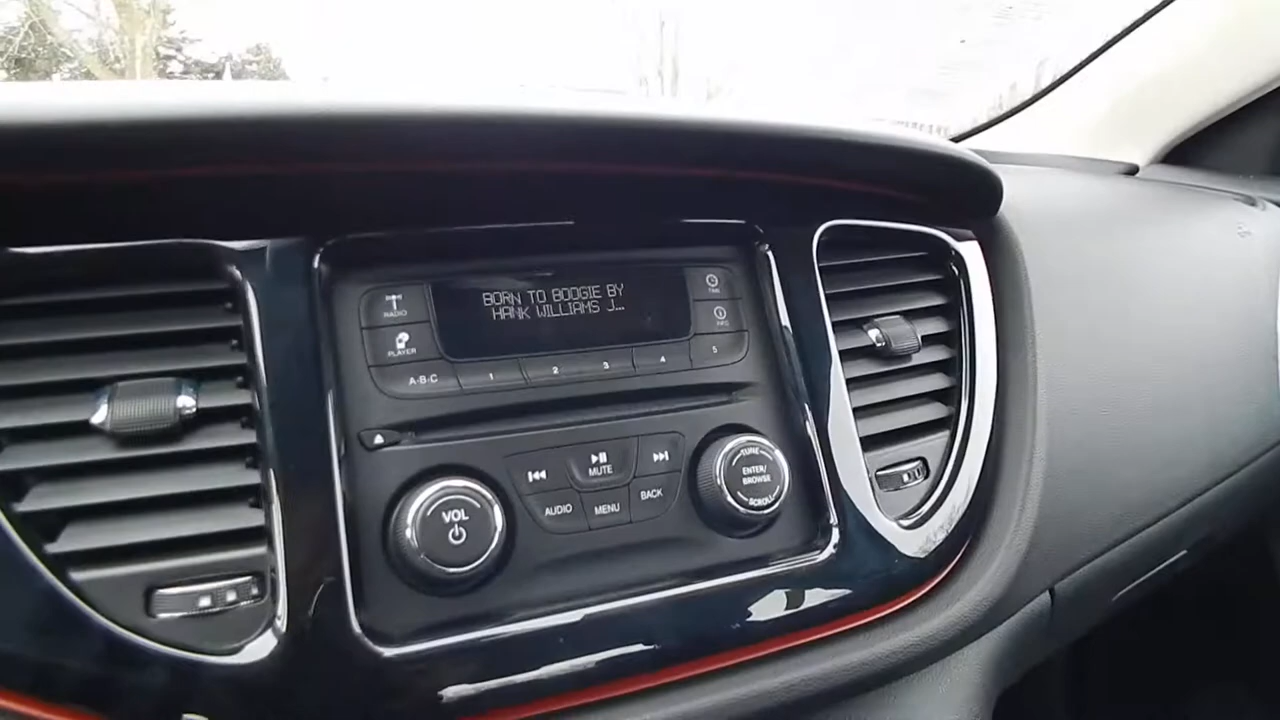 BORN TO BOOGIE BY
HANK WILLIAMS J...
RADIO
TIME
PLAYER
INFO
A-B-C
1
2
3
4
5
MUTE
AUDIO
MENU
BACK
VOL
TUNE
ENTER/
BROWSE
SCROLL